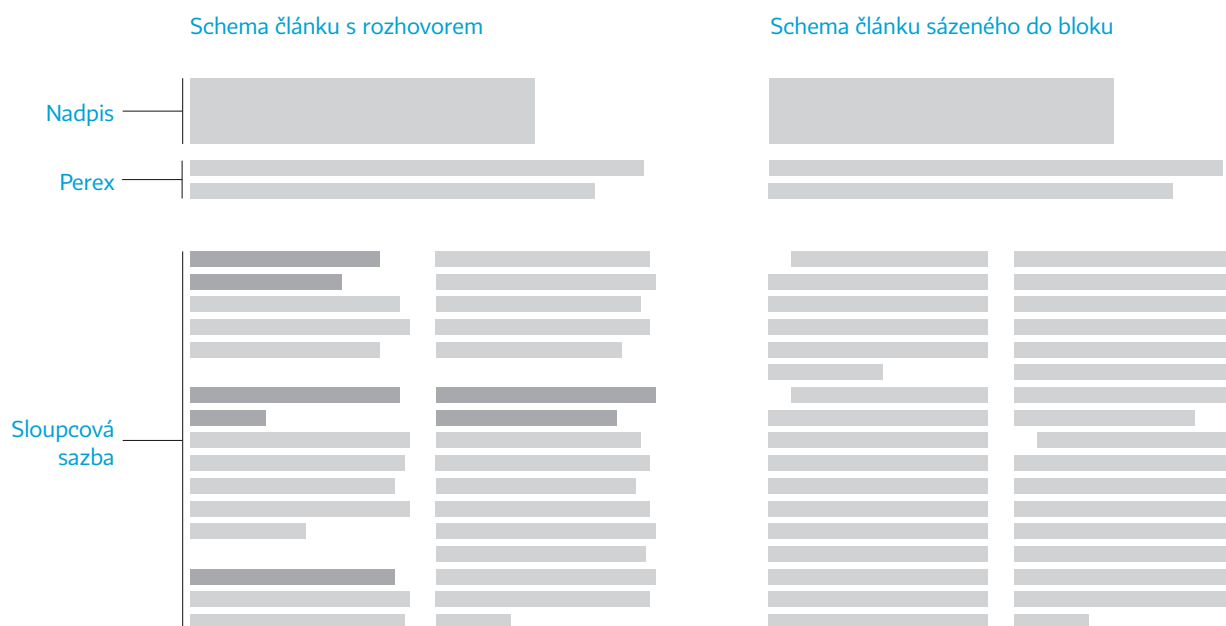 Schema článku s rozhovorem
Schema článku sázeného do bloku
Nadpis
Perex
Sloupcová
sazba